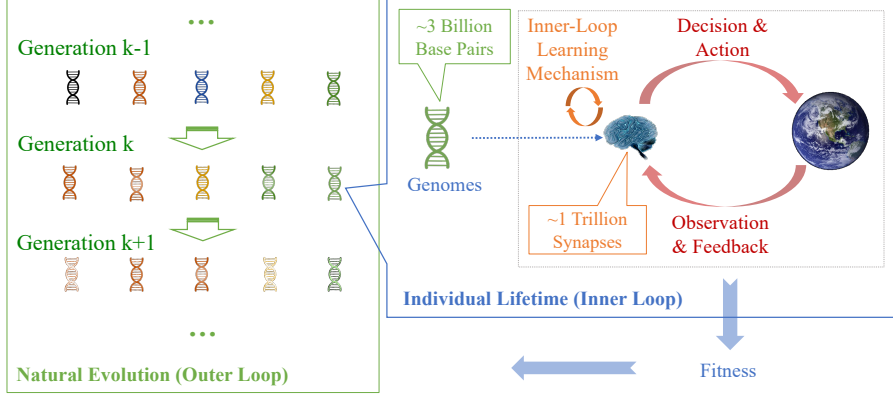 ...
Generation k-1
Generation k
Generation k+1
...
Natural Evolution (Outer Loop)
~3 Billion
Base Pairs
Genomes
Inner-Loop
Learning
Mechanism
Decision &
Action
~1 Trillion
Synapses
Observation
& Feedback
Individual Lifetime (Inner Loop)
Fitness